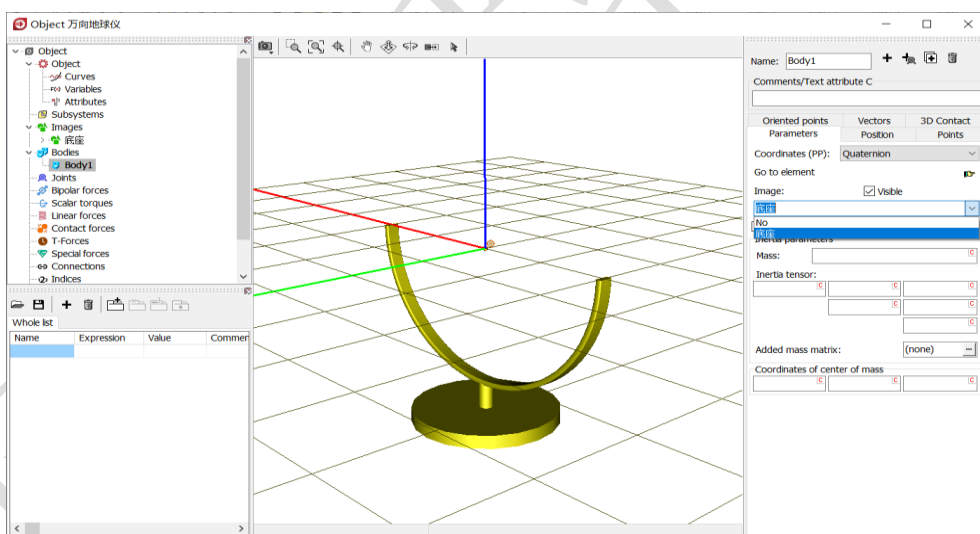 Object 万向地球仪
Object
Object
Curves
Variables
Attributes
Subsystems
Images
底座
Bodies
Body1
Joints
Bipolar forces
Scalar torques
Linear forces
Contact forces
T-Forces
Special forces
Connections
Indices
Whole list
Name Expression Value Commen
Name: Body1
Comments/Text attribute C
Oriented points Vectors 3D Contact
Parameters Position Points
Coordinates (PP): Quaternion
Go to element
Image: Visible
底座
No
底座
Inertia parameters
Mass: C
Inertia tensor:
C C C
C C
C
Added mass matrix: (none) ...
Coordinates of center of mass
C C C